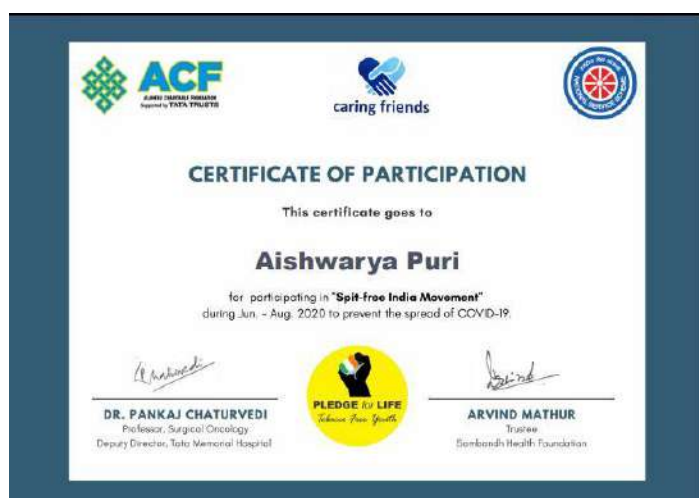 ACF
Supported by TATA TRUSTS
caring friends
NATIONAL SERVICE SCHEME
CERTIFICATE OF PARTICIPATION
This certificate goes to
Aishwarya Puri
for participating in "Spit-free India Movement"
during Jun. - Aug. 2020 to prevent the spread of COVID-19.
PLEDGE for LIFE
Tobacco Free Youth
DR. PANKAJ CHATURVEDI
Professor, Surgical Oncology
Deputy Director, Tata Memorial Hospital
ARVIND MATHUR
Trustee
Sambandh Health Foundation